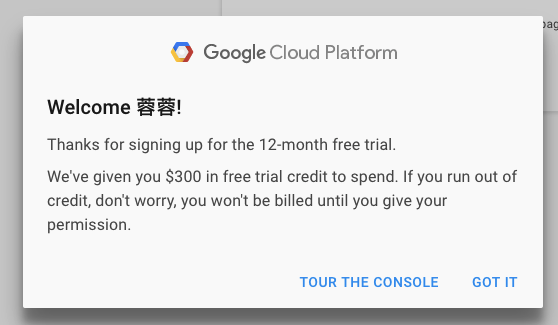 pag
Google Cloud Platform
Welcome 蓉蓉!
Thanks for signing up for the 12-month free trial.
We've given you $300 in free trial credit to spend. If you run out of
credit, don't worry, you won't be billed until you give your
permission.
TOUR THE CONSOLE GOT IT